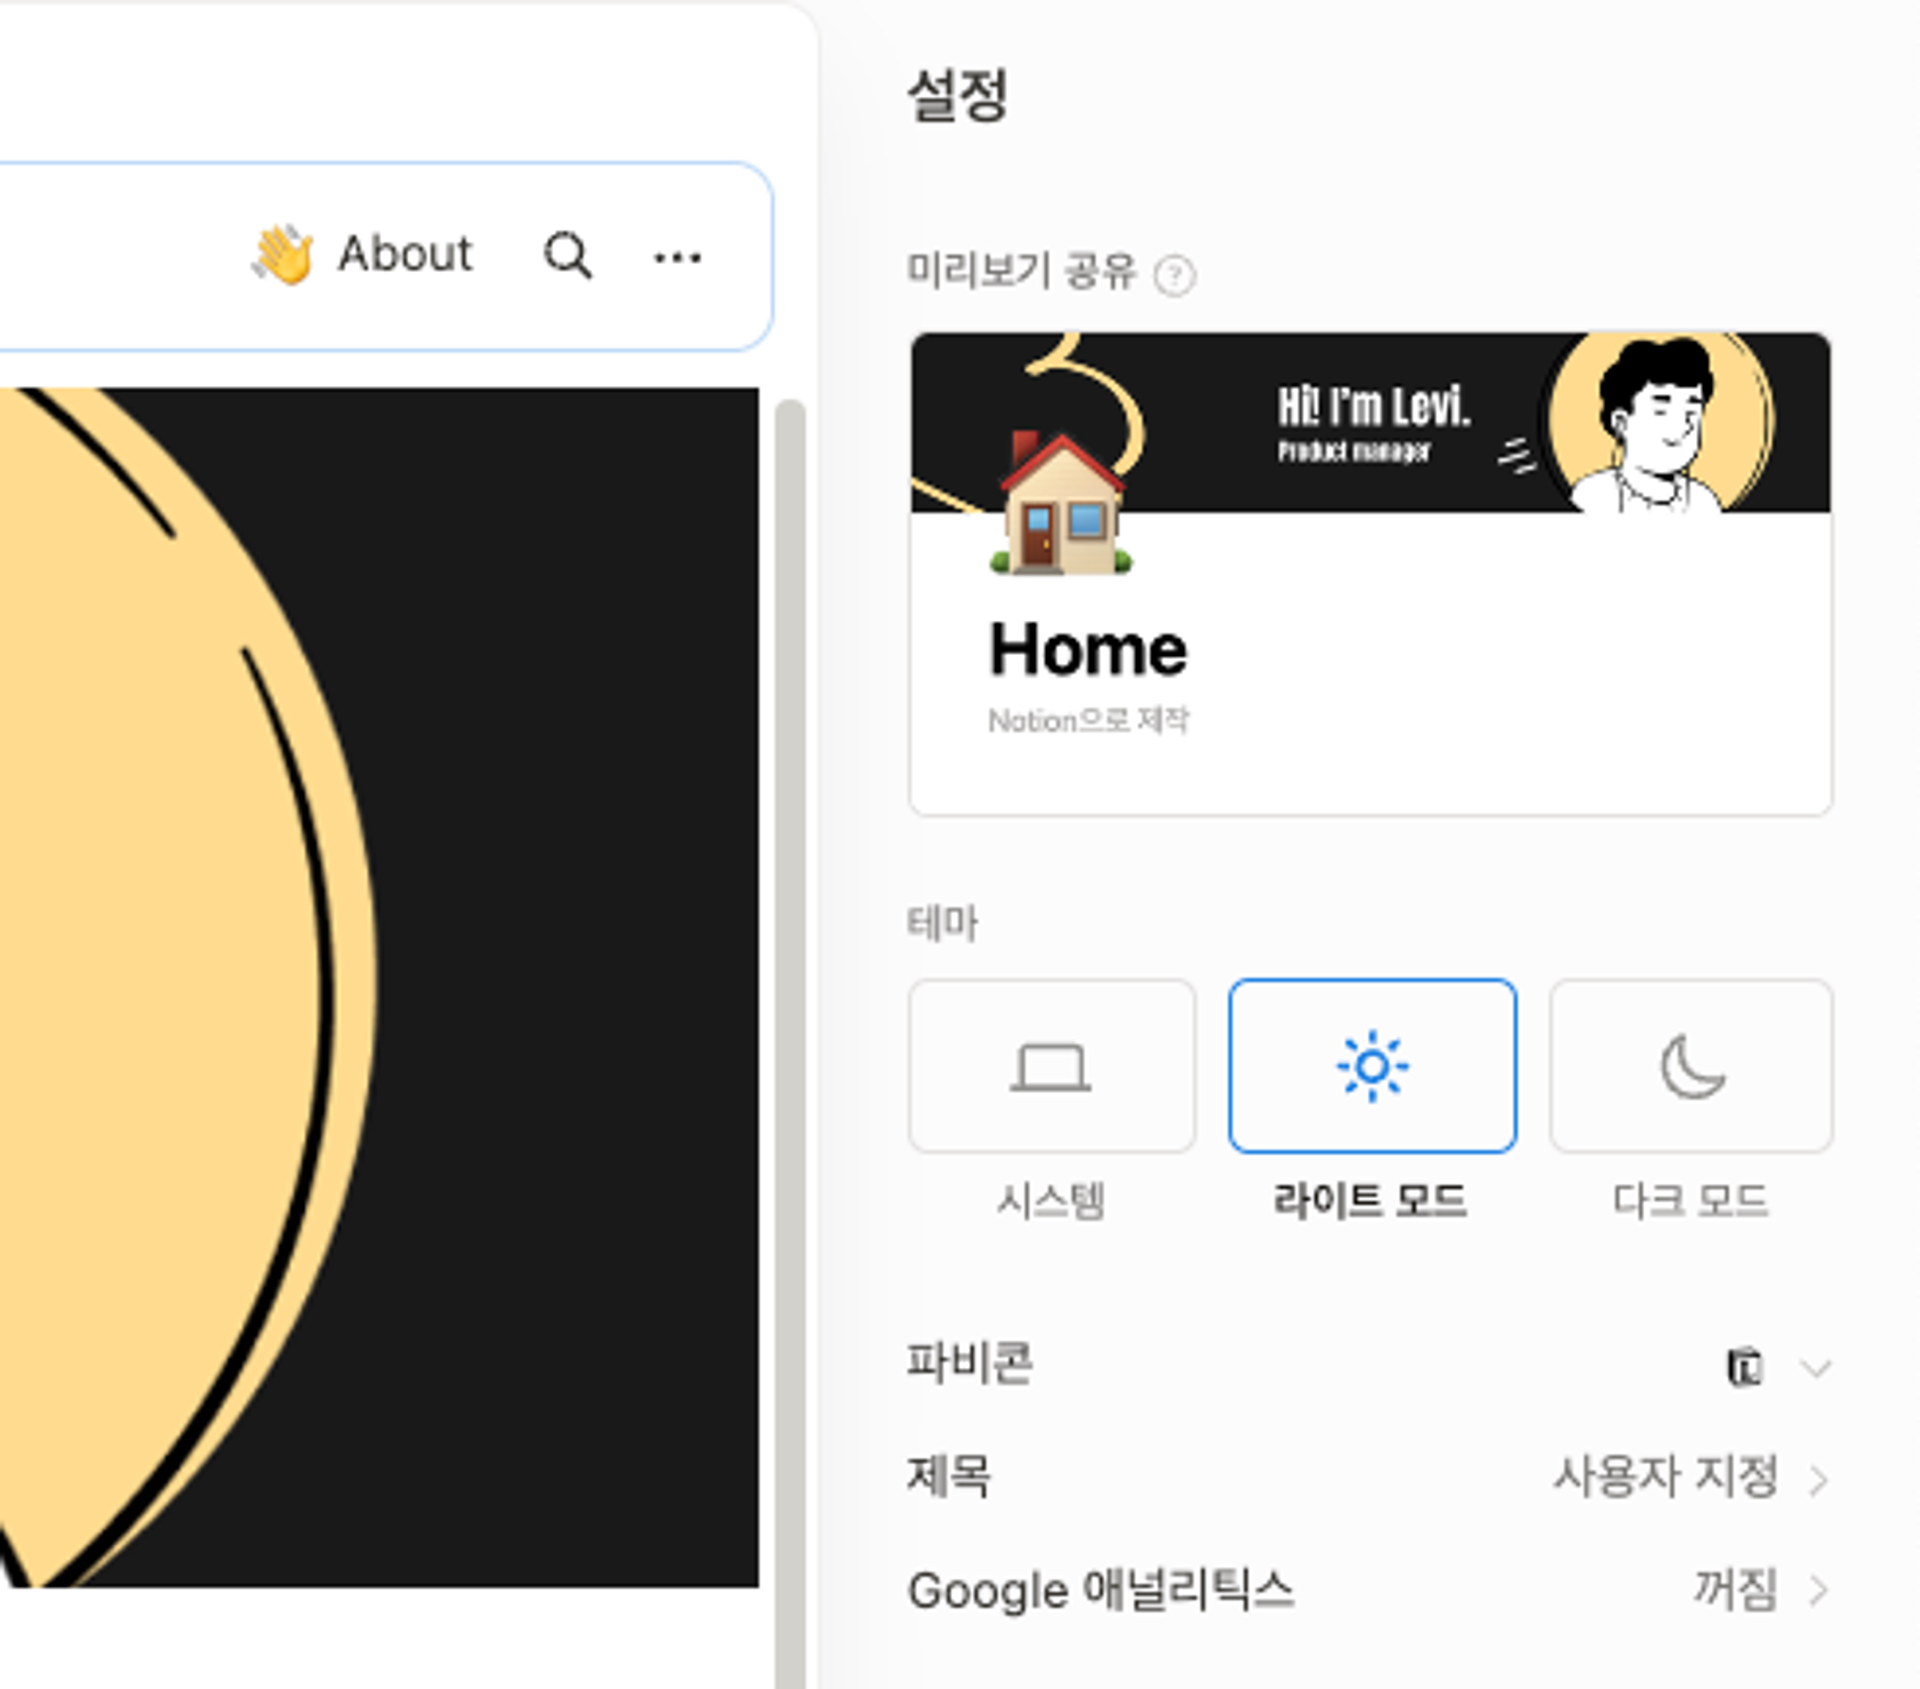 About
설정
미리보기 공유
Hi! I'm Levi.
Product manager
Home
Notion으로 제작
테마
시스템
라이트 모드
다크 모드
파비콘
제목
사용자 지정
Google 애널리틱스
꺼짐